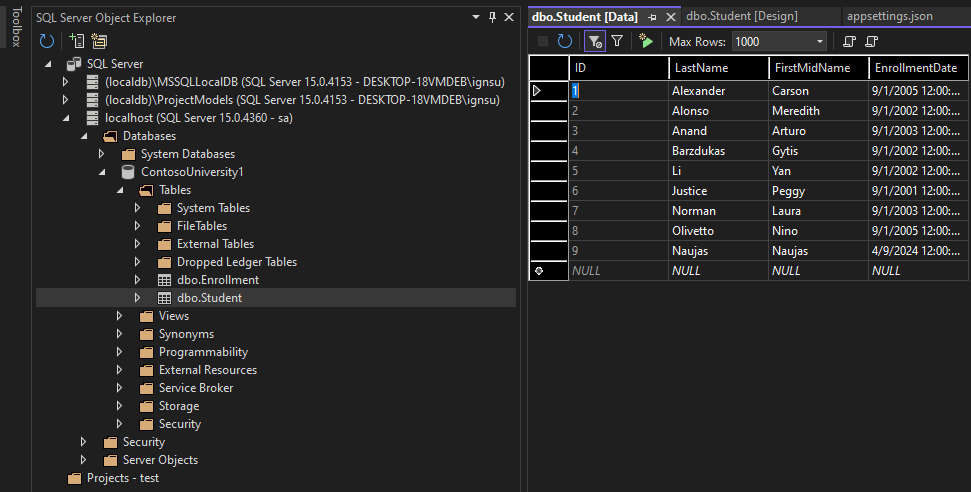 Toolbox
SQL Server Object Explorer
SQL Server
(localdb)\MSSQLLocalDB (SQL Server 15.0.4153 - DESKTOP-18VMDEB\ignsu)
(localdb)\ProjectModels (SQL Server 15.0.4153 - DESKTOP-18VMDEB\ignsu)
localhost (SQL Server 15.0.4360 - sa)
Databases
System Databases
ContosoUniversity1
Tables
System Tables
FileTables
External Tables
Dropped Ledger Tables
dbo.Enrollment
dbo.Student
Views
Synonyms
Programmability
External Resources
Service Broker
Storage
Security
Security
Server Objects
Projects - test
dbo.Student [Data] dbo.Student [Design] appsettings.json
Max Rows: 1000
ID LastName FirstMidName EnrollmentDate
1 Alexander Carson 9/1/2005 12:00:...
2 Alonso Meredith 9/1/2002 12:00:...
3 Anand Arturo 9/1/2003 12:00:...
4 Barzdukas Gytis 9/1/2002 12:00:...
5 Li Yan 9/1/2002 12:00:...
6 Justice Peggy 9/1/2001 12:00:...
7 Norman Laura 9/1/2003 12:00:...
8 Olivetto Nino 9/1/2005 12:00:...
9 Naujas Naujas 4/9/2024 12:00:...
NULL NULL NULL NULL